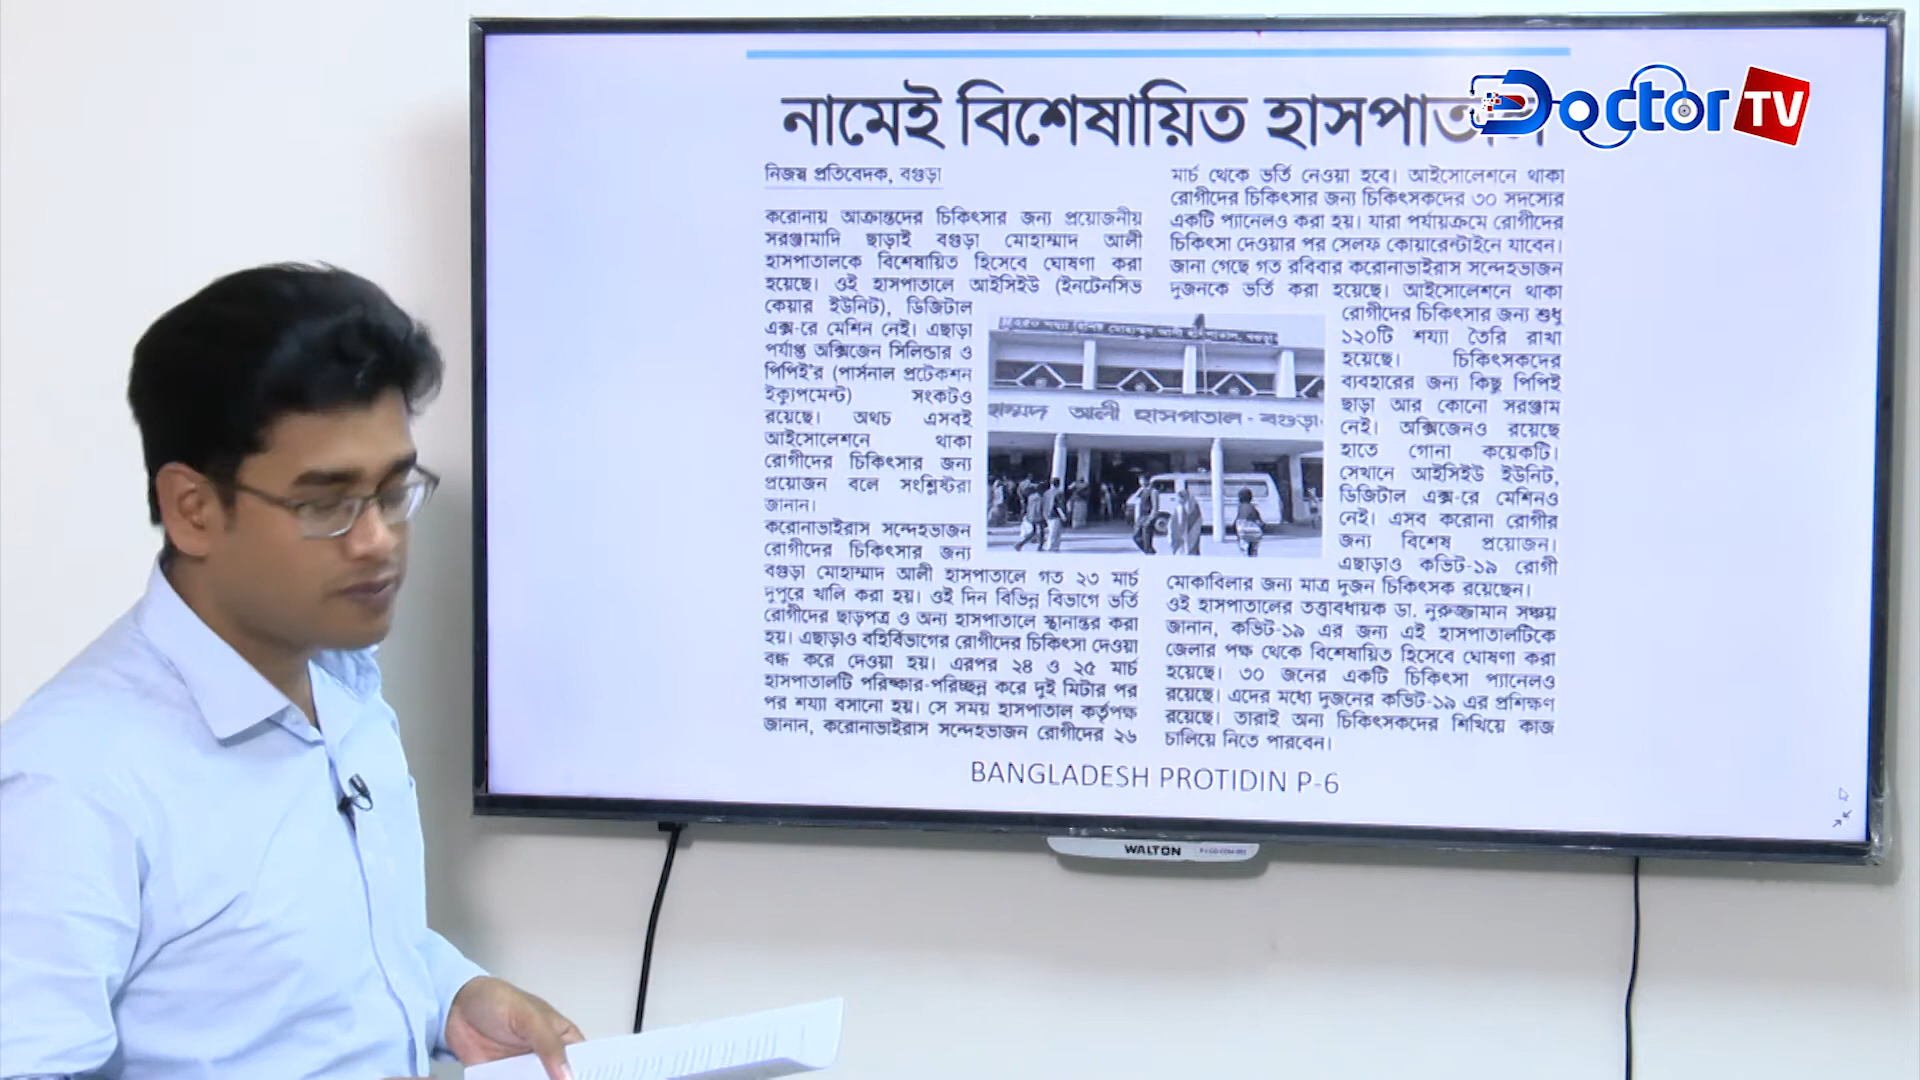 নামেই বিশেষায়িত হাসপাতাল
Doctor TV
নিজস্ব প্রতিবেদক, বগুড়া
করোনায় আক্রান্তদের চিকিৎসার জন্য প্রয়োজনীয়
সরঞ্জামাদি ছাড়াই বগুড়া মোহাম্মাদ আলী
হাসপাতালকে বিশেষায়িত হিসেবে ঘোষণা করা
হয়েছে। ওই হাসপাতালে আইসিইউ (ইনটেনসিভ
কেয়ার ইউনিট), ডিজিটাল
এক্স-রে মেশিন নেই। এছাড়া
পর্যাপ্ত অক্সিজেন সিলিন্ডার ও
পিপিই'র (পার্সনাল প্রটেকশন
ইক্যুপমেন্ট) সংকটও
রয়েছে। অথচ এসবই
আইসোলেশনে থাকা
রোগীদের চিকিৎসার জন্য
প্রয়োজন বলে সংশ্লিষ্টরা
জানান।
করোনাভাইরাস সন্দেহভাজন
রোগীদের চিকিৎসার জন্য
বগুড়া মোহাম্মাদ আলী হাসপাতালে গত ২৩ মার্চ
দুপুরে খালি করা হয়। ওই দিন বিভিন্ন বিভাগে ভর্তি
রোগীদের ছাড়পত্র ও অন্য হাসপাতালে স্থানান্তর করা
হয়। এছাড়াও বহির্বিভাগের রোগীদের চিকিৎসা দেওয়া
বন্ধ করে দেওয়া হয়। এরপর ২৪ ও ২৫ মার্চ
হাসপাতালটি পরিষ্কার-পরিচ্ছন্ন করে দুই মিটার পর
পর শয্যা বসানো হয়। সে সময় হাসপাতাল কর্তৃপক্ষ
জানান, করোনাভাইরাস সন্দেহভাজন রোগীদের ২৬
মার্চ থেকে ভর্তি নেওয়া হবে। আইসোলেশনে থাকা
রোগীদের চিকিৎসার জন্য চিকিৎসকদের ৩০ সদস্যের
একটি প্যানেলও করা হয়। যারা পর্যায়ক্রমে রোগীদের
চিকিৎসা দেওয়ার পর সেলফ কোয়ারেন্টাইনে যাবেন।
জানা গেছে গত রবিবার করোনাভাইরাস সন্দেহভাজন
দুজনকে ভর্তি করা হয়েছে। আইসোলেশনে থাকা
রোগীদের চিকিৎসার জন্য শুধু
১২০টি শয্যা তৈরি রাখা
হয়েছে। চিকিৎসকদের
ব্যবহারের জন্য কিছু পিপিই
ছাড়া আর কোনো সরঞ্জাম
নেই। অক্সিজেনও রয়েছে
হাতে গোনা কয়েকটি।
সেখানে আইসিইউ ইউনিট,
ডিজিটাল এক্স-রে মেশিনও
নেই। এসব করোনা রোগীর
জন্য বিশেষ প্রয়োজন।
এছাড়াও কভিট-১৯ রোগী
মোকাবিলার জন্য মাত্র দুজন চিকিৎসক রয়েছেন।
ওই হাসপাতালের তত্ত্বাবধায়ক ডা. নুরুজ্জামান সঞ্চয়
জানান, কভিট-১৯ এর জন্য এই হাসপাতালটিকে
জেলার পক্ষ থেকে বিশেষায়িত হিসেবে ঘোষণা করা
হয়েছে। ৩০ জনের একটি চিকিৎসা প্যানেলও
রয়েছে। এদের মধ্যে দুজনের কভিট-১৯ এর প্রশিক্ষণ
রয়েছে। তারাই অন্য চিকিৎসকদের শিখিয়ে কাজ
চালিয়ে নিতে পারবেন।
হাম্মদ আলী হাসপাতাল - বগুড়া
BANGLADESH PROTIDIN P-6
WALTON